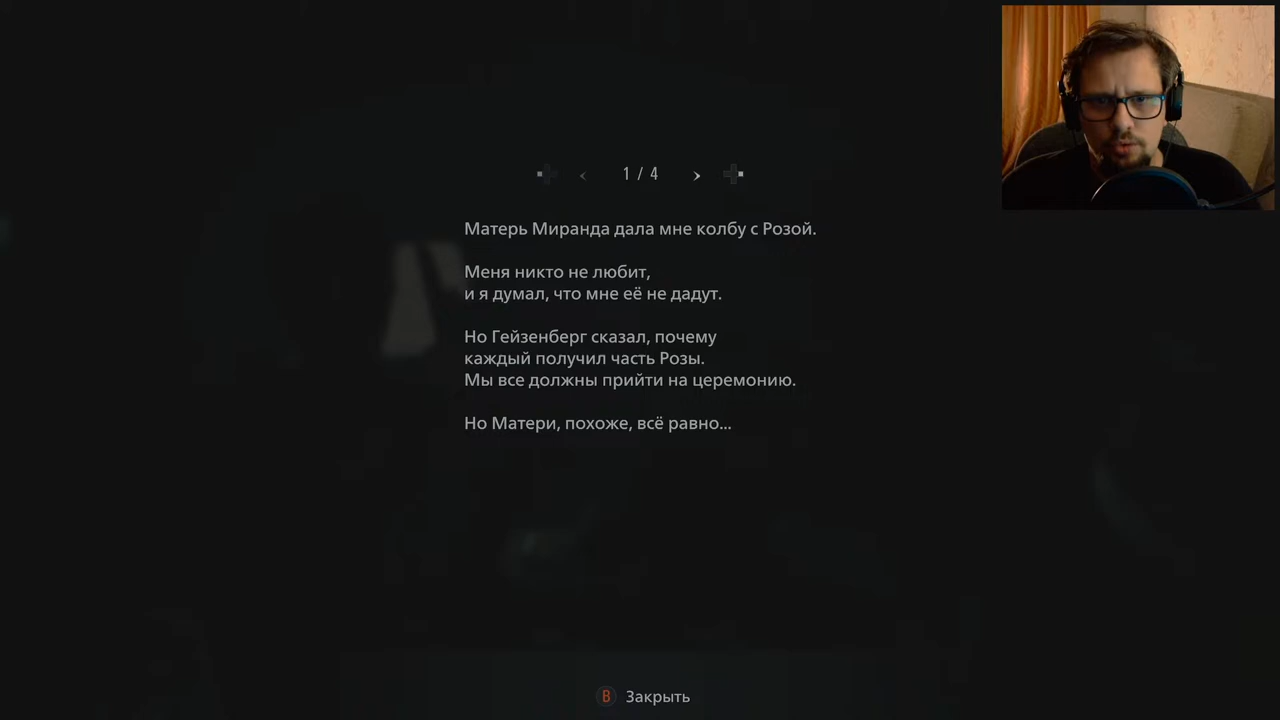 1 / 4
Матерь Миранда дала мне колбу с Розой.
Меня никто не любит,
и я думал, что мне её не дадут.
Но Гейзенберг сказал, почему
каждый получил часть Розы.
Мы все должны прийти на церемонию.
Но Матери, похоже, всё равно...
B Закрыть